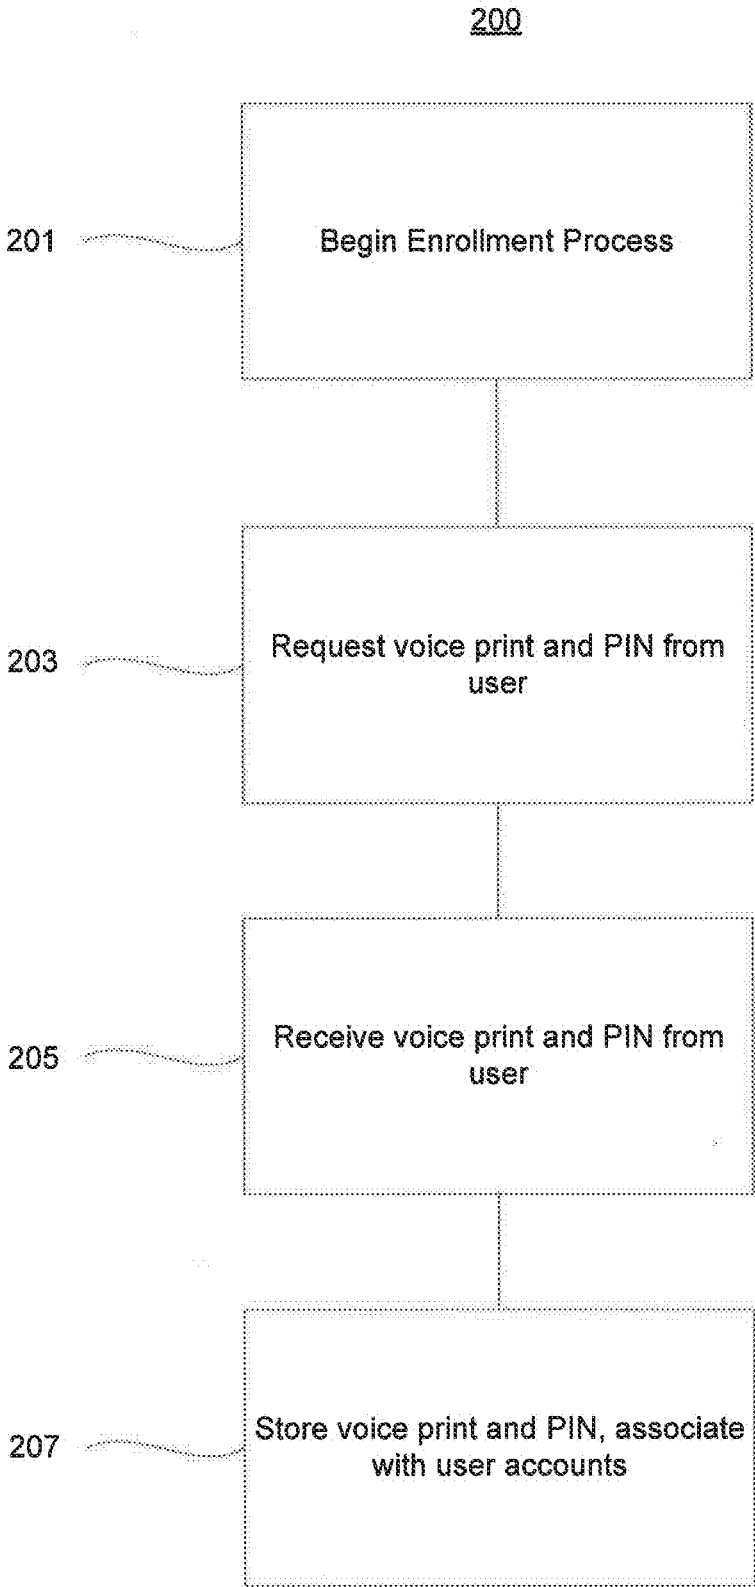 200
201
Begin Enrollment Process
203
Request voice print and PIN from
user
205
Receive voice print and PIN from
user
207
Store voice print and PIN, associate
with user accounts